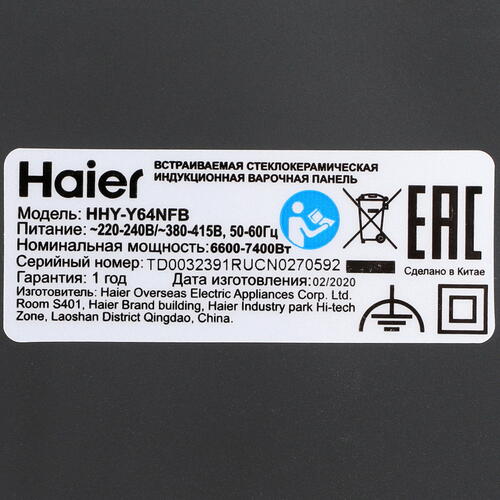 Haier
ВСТРАИВАЕМАЯ СТЕКЛОКЕРАМИЧЕСКАЯ
ИНДУКЦИОННАЯ ВАРОЧНАЯ ПАНЕЛЬ
Модель: HHY-Y64NFB
Питание: ~220-240В/~380-415В, 50-60Гц
Номинальная мощность: 6600-7400Вт
Серийный номер: TD0032391RUCN0270592
Гарантия: 1 год Дата изготовления: 02/2020
Изготовитель: Haier Overseas Electric Appliances Corp. Ltd.
Room S401, Haier Brand building, Haier Industry park Hi-tech
Zone, Laoshan District Qingdao, China.
EAC
Сделано в Китае